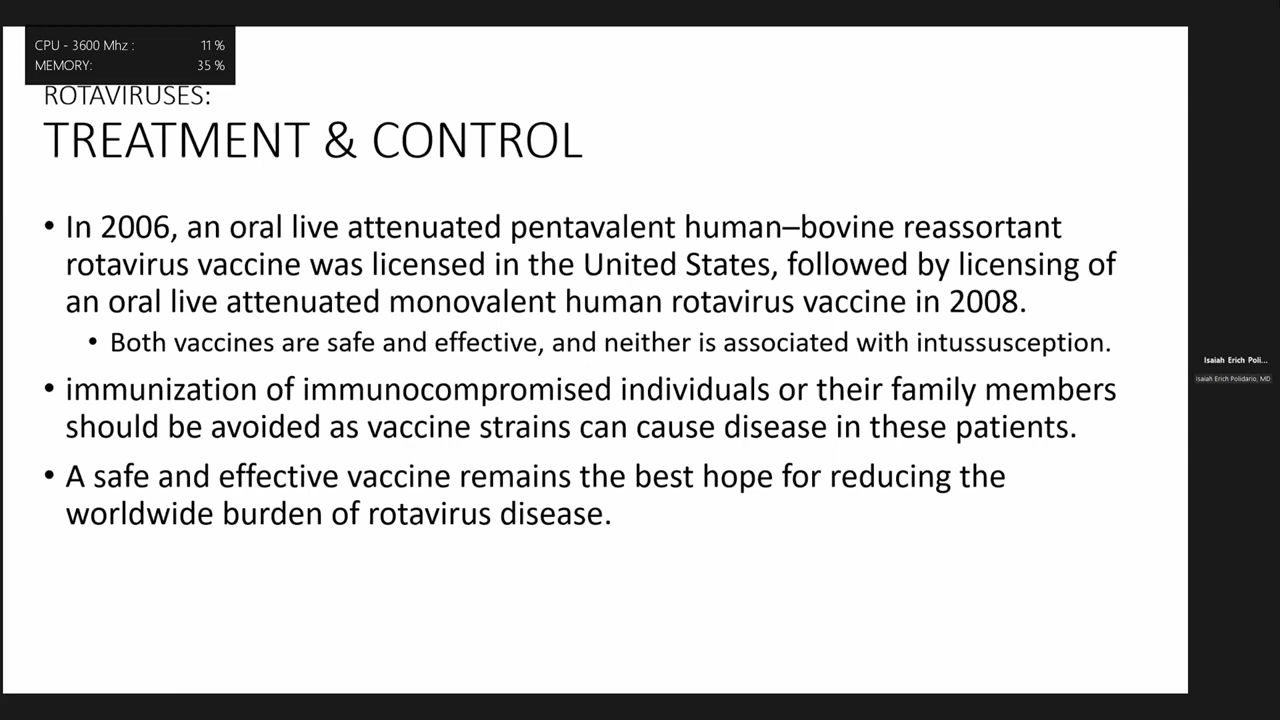 CPU - 3600 Mhz : 11 %
MEMORY: 35 %
ROTAVIRUSES:
TREATMENT & CONTROL
• In 2006, an oral live attenuated pentavalent human–bovine reassortant
rotavirus vaccine was licensed in the United States, followed by licensing of
an oral live attenuated monovalent human rotavirus vaccine in 2008.
• Both vaccines are safe and effective, and neither is associated with intussusception.
• immunization of immunocompromised individuals or their family members
should be avoided as vaccine strains can cause disease in these patients.
• A safe and effective vaccine remains the best hope for reducing the
worldwide burden of rotavirus disease.
Isaiah Erich Poli...
Isaiah Erich Polidario, MD